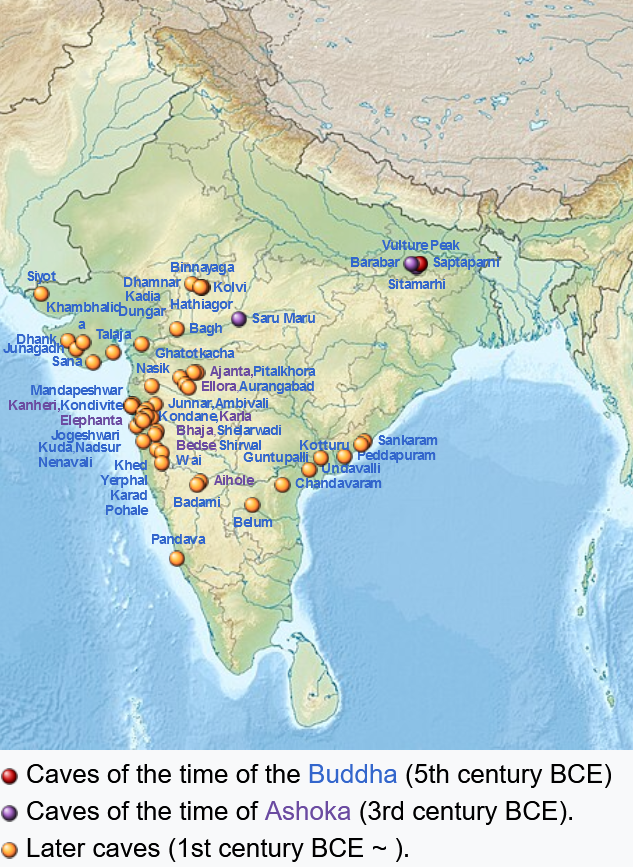 Vulture Peak
Barabar
Saptaparni
Sitamarhi
Binnayaga
Dhamnar
Kolvi
Kadia
Hathiagor
Dungar
Siyot
Khambhalid
a
Saru Maru
Bagh
Dhank
Talaja
Junagadh
Sana
Ghatotkacha
Nasik
Ajanta,Pitalkhora
Ellora,Aurangabad
Mandapeshwar
Kanheri,Kondivite
Junnar,Ambivali
Elephanta
Kondane,Karla
Jogeshwari
Bhaja,Shelarwadi
Kuda,Nadsur
Bedse Shirwal
Nenavali
Wai
Khed
Yerphal
Karad
Pohale
Sankaram
Kotturu
Peddapuram
Guntupalli
Undavalli
Chandavaram
Aihole
Badami
Belum
Pandava
Caves of the time of the Buddha (5th century BCE)
Caves of the time of Ashoka (3rd century BCE).
Later caves (1st century BCE ~ ).